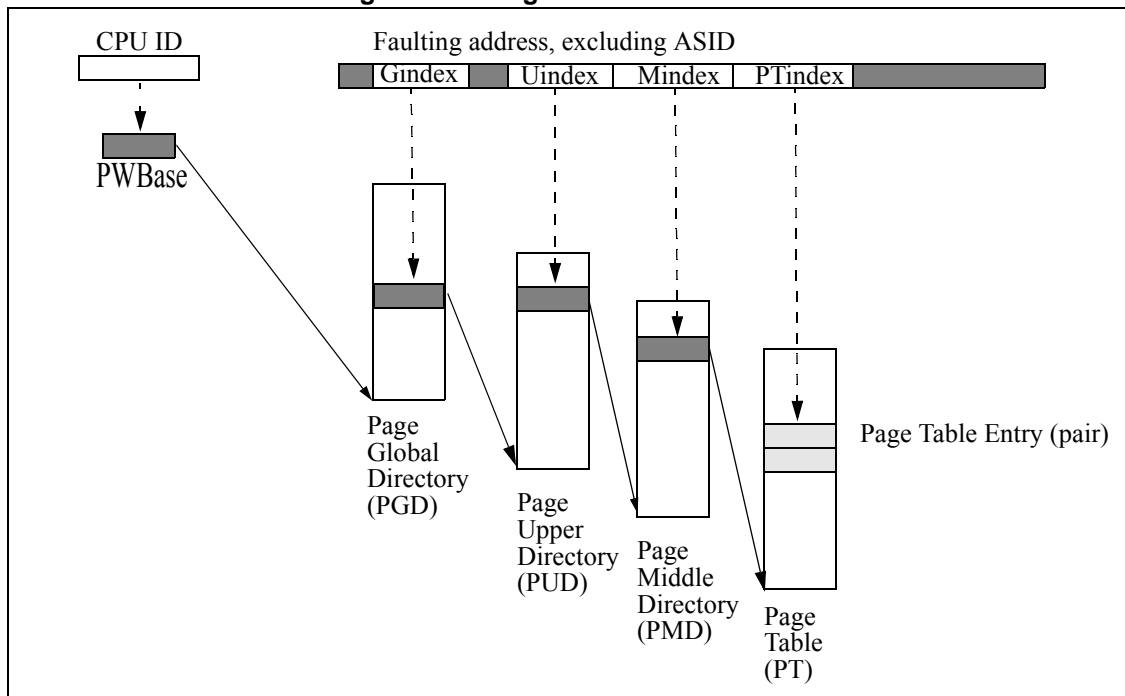 CPU ID
Faulting address, excluding ASID
Gindex
Uindex
Mindex
PTindex
PWBase
Page
Global
Directory
(PGD)
Page
Upper
Directory
(PUD)
Page
Middle
Directory
(PMD)
Page
Table
(PT)
Page Table Entry (pair)